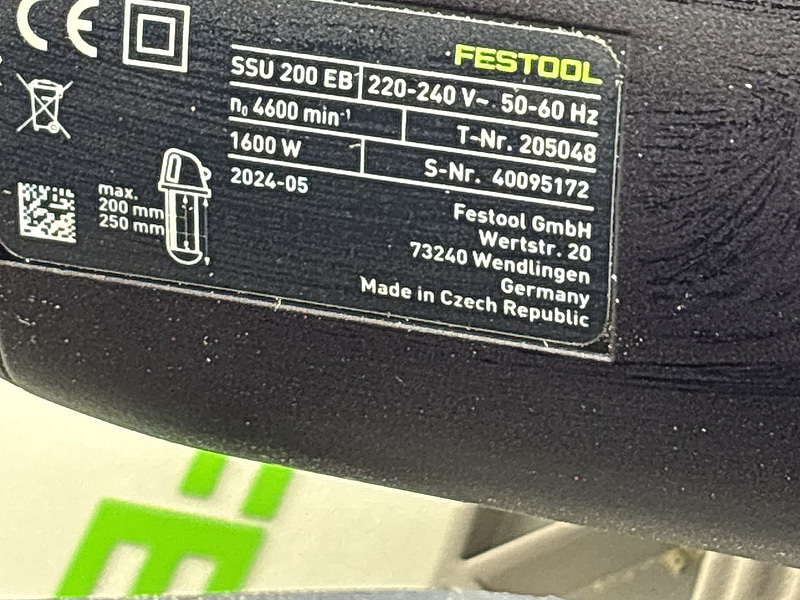 CE
FESTOOL
SSU 200 EB 220-240 V~ 50-60 Hz
n₀ 4600 min⁻¹ T-Nr. 205048
1600 W S-Nr. 40095172
2024-05
max.
200 mm
250 mm
Festool GmbH
Wertstr. 20
73240 Wendlingen
Germany
Made in Czech Republic